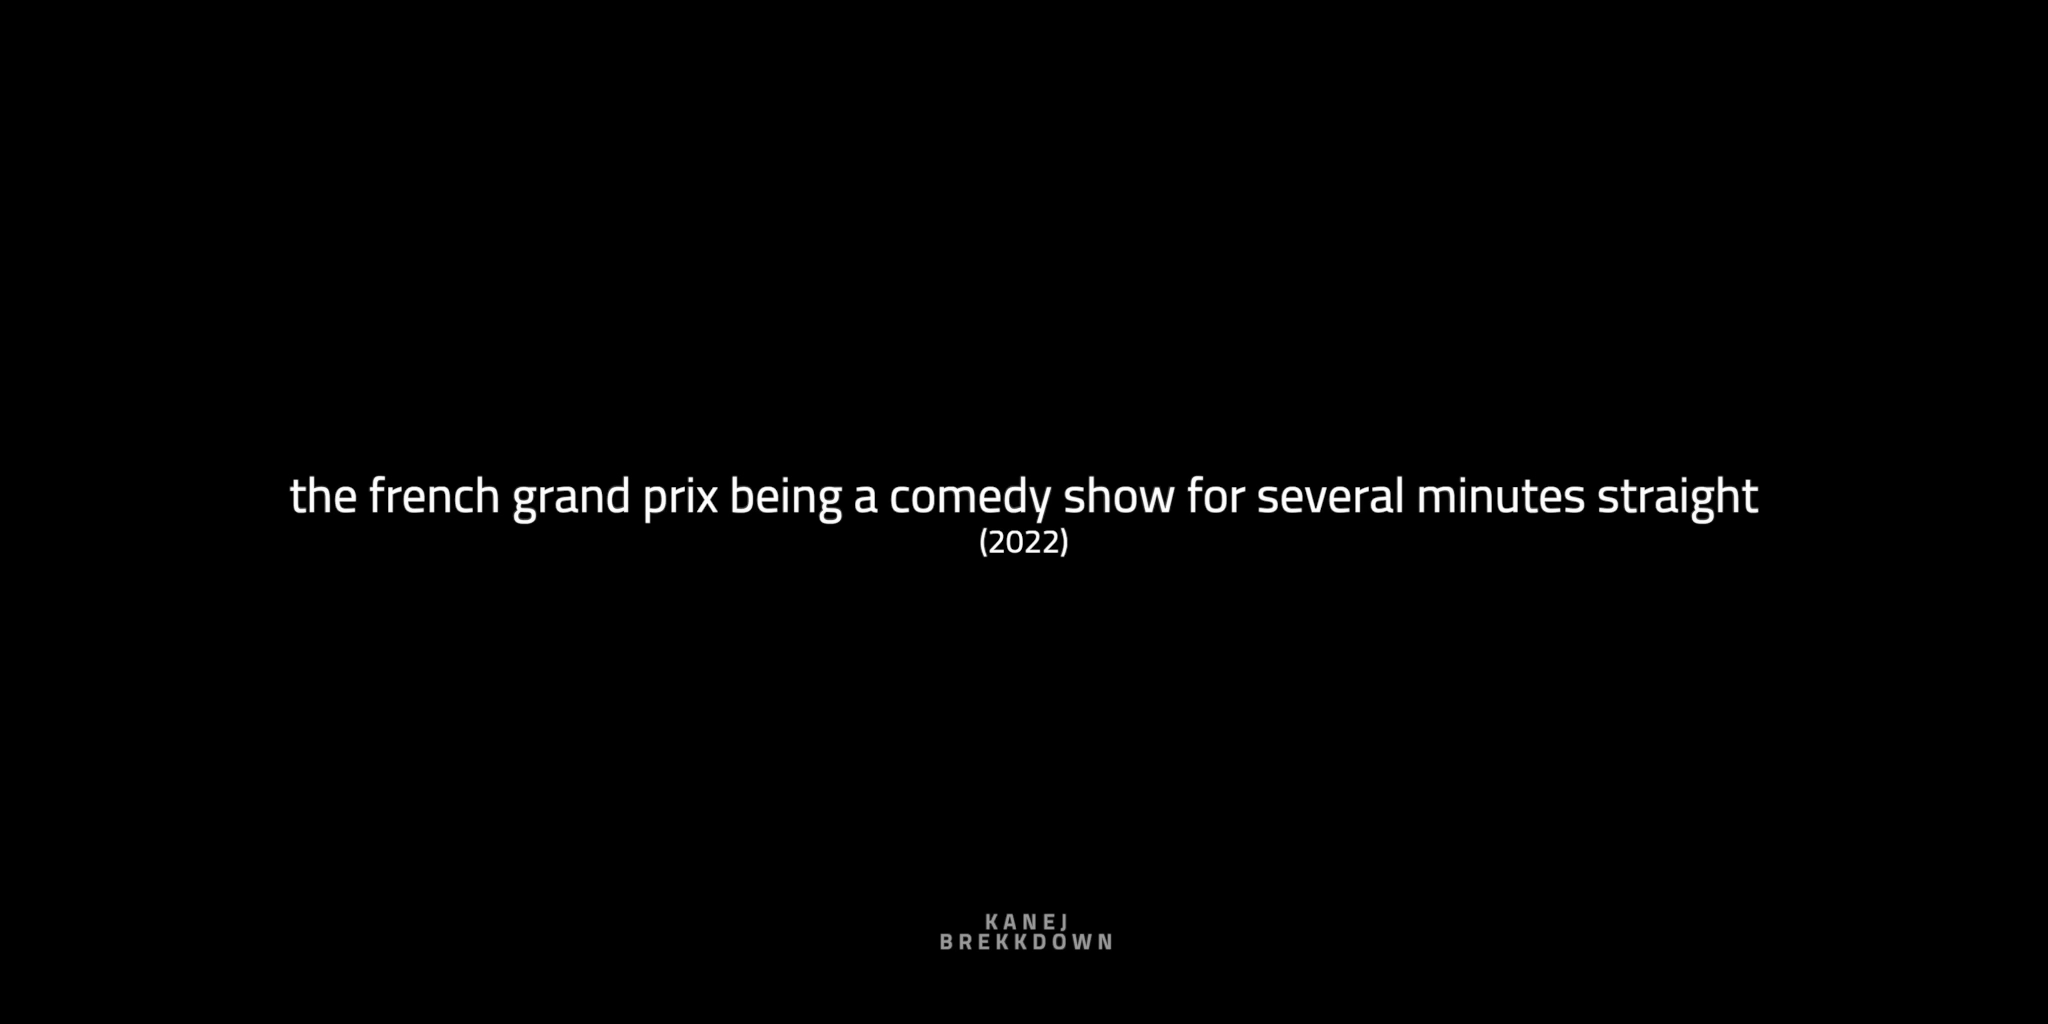 the french grand prix being a comedy show for several minutes straight
(2022)
KANEJ
BREKKDOWN